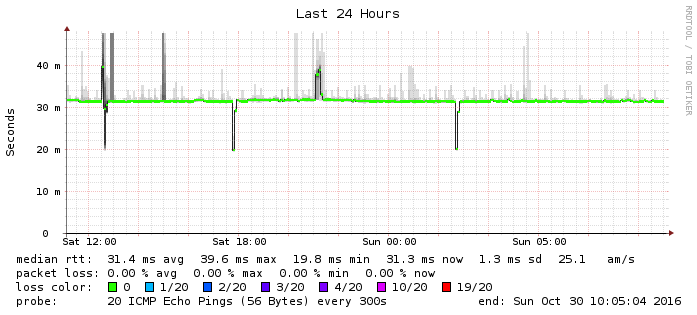 Last 24 Hours
RRDTOOL / TOBI OETIKER
Seconds
40 m
30 m
20 m
10 m
0
Sat 12:00 Sat 18:00 Sun 00:00 Sun 05:00
median rtt: 31.4 ms avg 39.6 ms max 19.8 ms min 31.3 ms now 1.3 ms sd 25.1 am/s
packet loss: 0.00 % avg 0.00 % max 0.00 % min 0.00 % now
loss color: 0 1/20 2/20 3/20 4/20 10/20 19/20
probe: 20 ICMP Echo Pings (56 Bytes) every 300s end: Sun Oct 30 10:05:04 2016